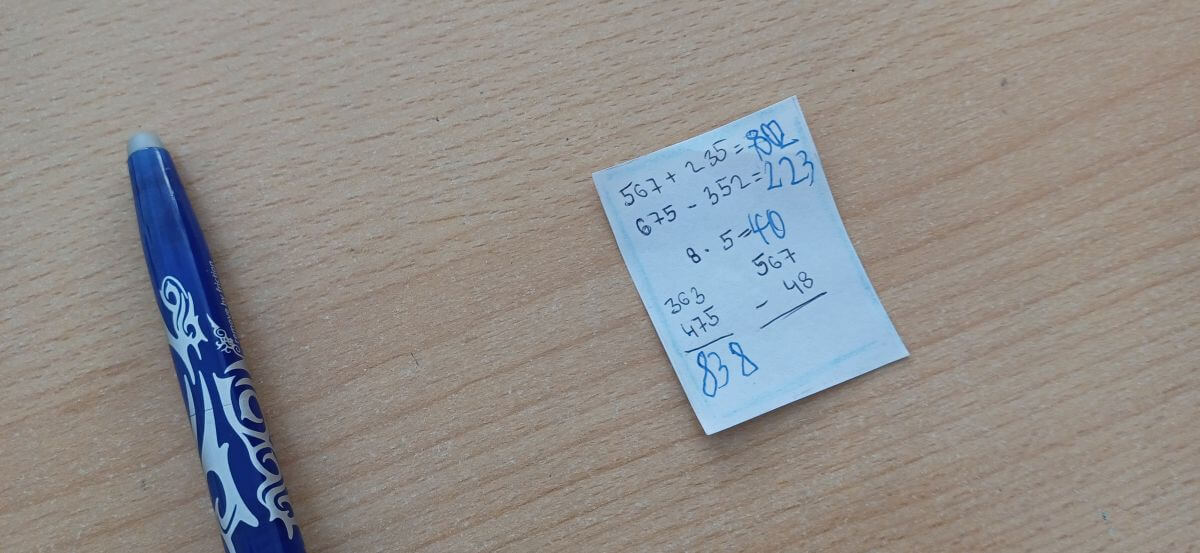 567 + 235 = 802
675 - 352 = 223
8 · 5 = 40
363
475
838
567
- 48